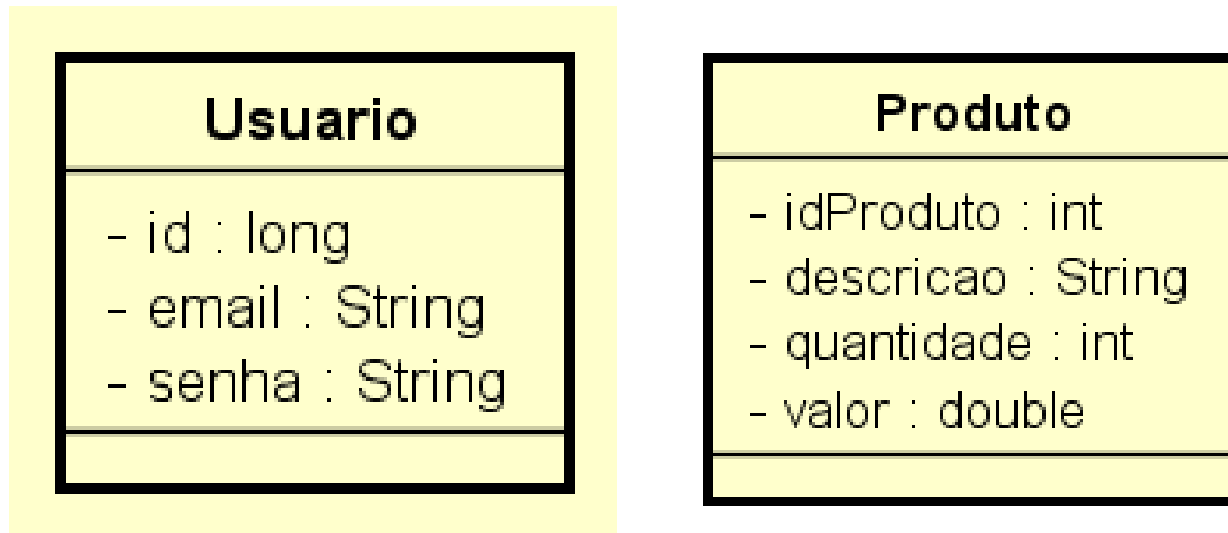 Usuario
- id : long
- email : String
- senha : String
Produto
- idProduto : int
- descricao : String
- quantidade : int
- valor : double